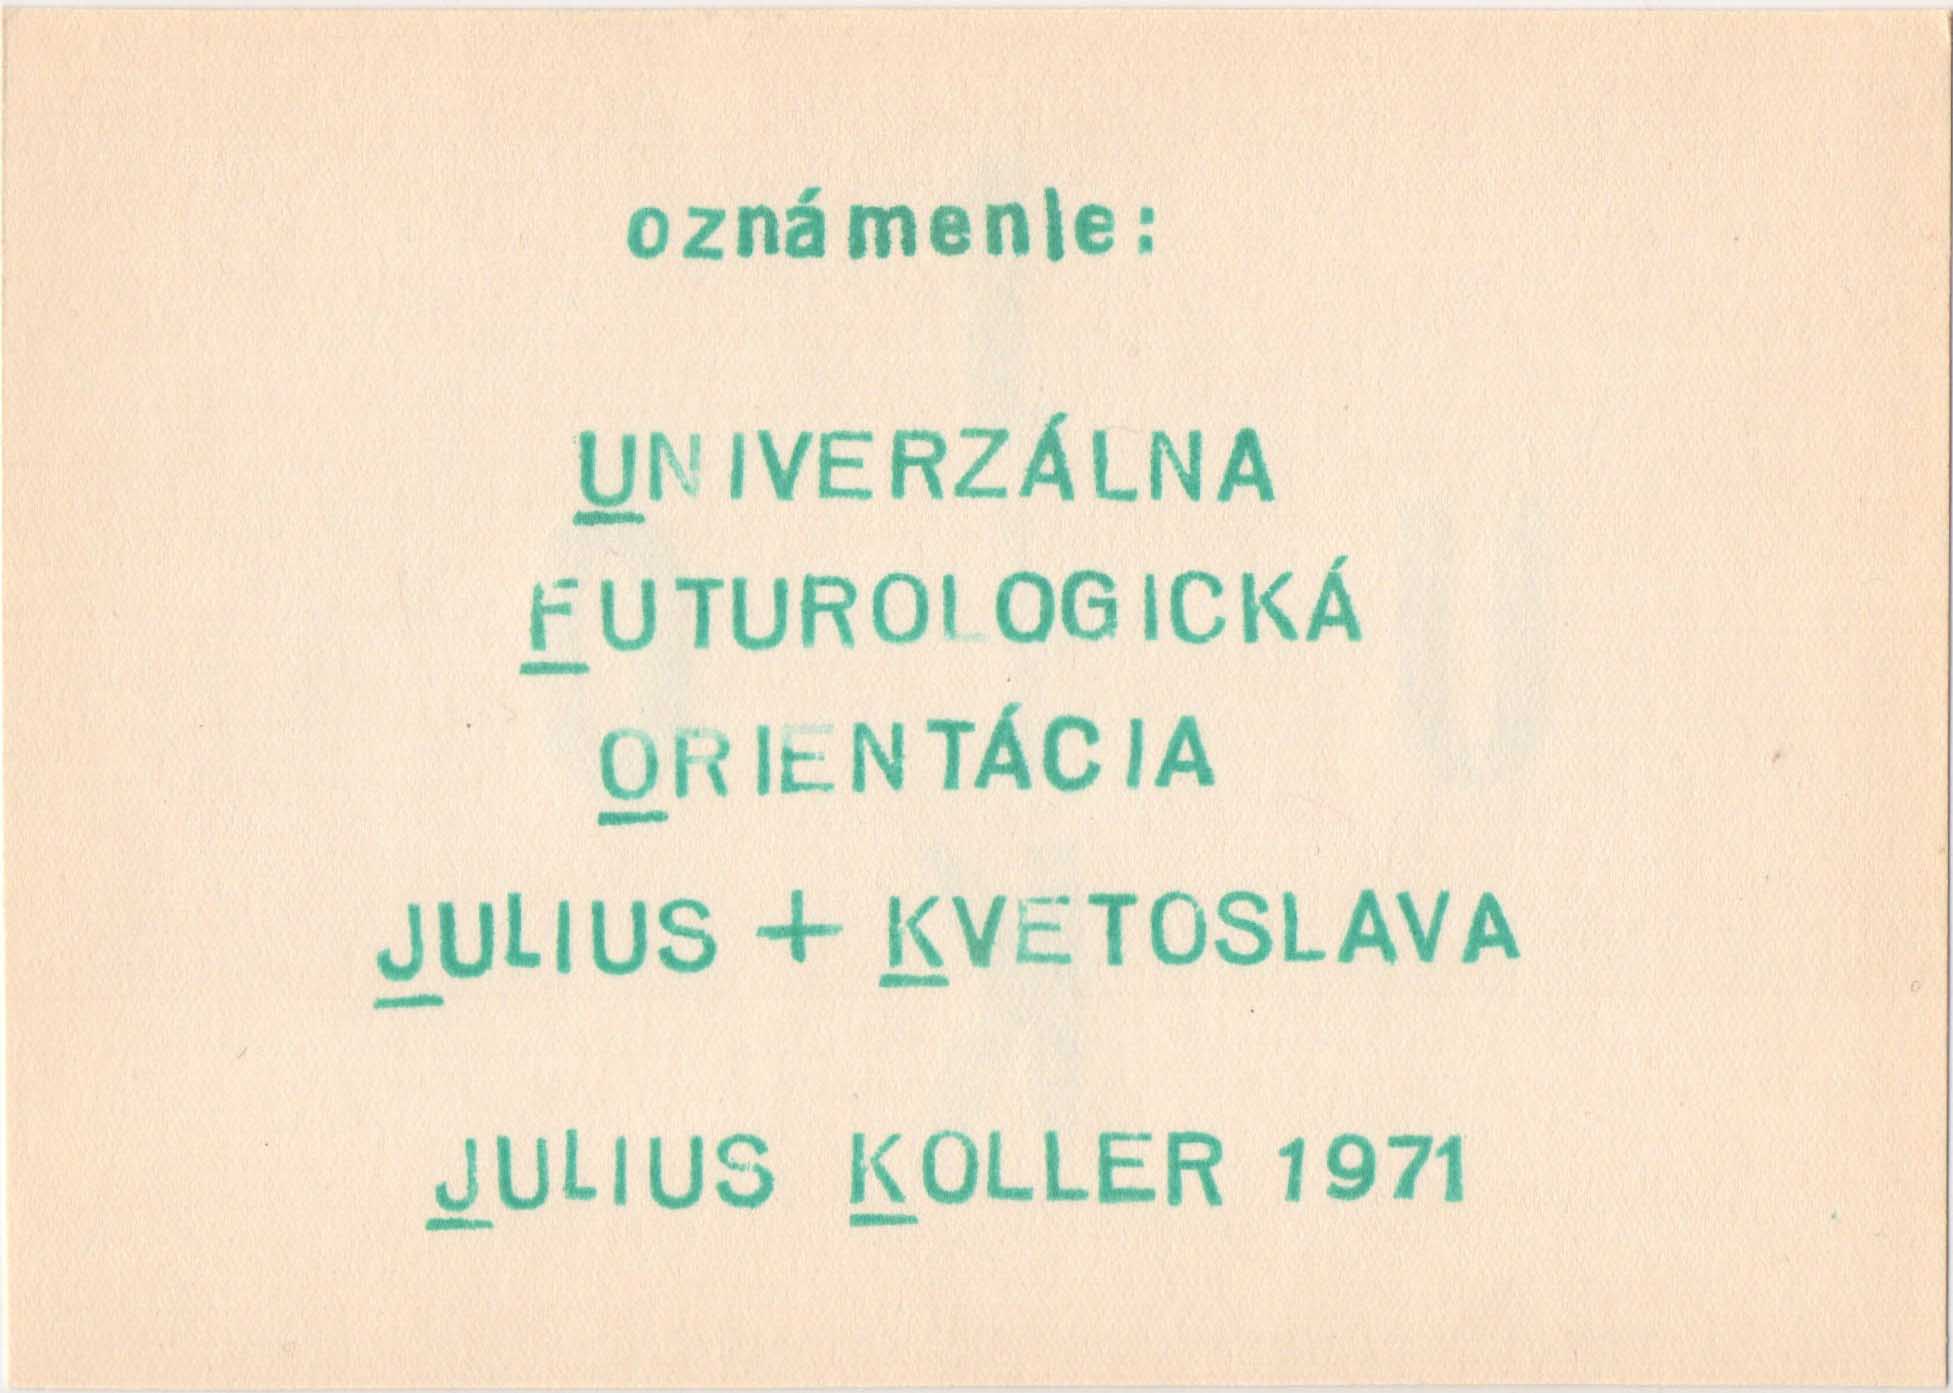 oznámenie:
UNIVERZÁLNA
FUTUROLOGICKÁ
ORIENTÁCIA
JULIUS + KVETOSLAVA
JULIUS KOLLER 1971